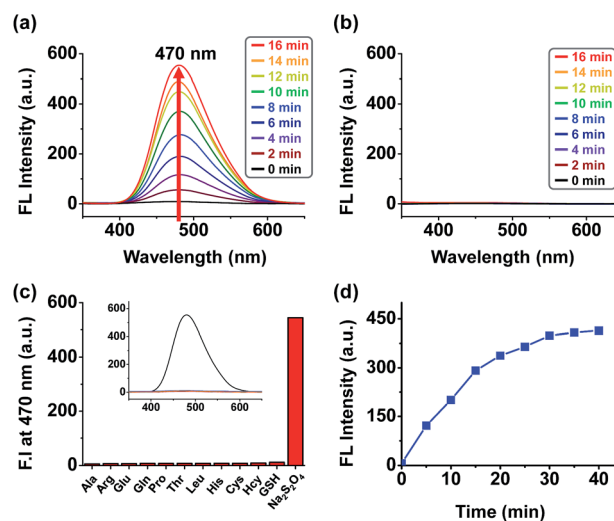 (a)
470 nm
16 min
14 min
12 min
10 min
8 min
6 min
4 min
2 min
0 min
600
400
200
0
FL Intensity (a.u.)
400 500 600
Wavelength (nm)
(b)
16 min
14 min
12 min
10 min
8 min
6 min
4 min
2 min
0 min
600
400
200
0
FL Intensity (a.u.)
400 500 600
Wavelength (nm)
(c)
600
400
200
0
F.I at 470 nm (a.u.)
600
400
200
0
400 500 600
Ala Arg Glu Gln Pro Thr Leu His Cys Hcy GSH Na₂S₂O₄
(d)
450
300
150
0
FL Intensity (a.u.)
0 10 20 30 40
Time (min)